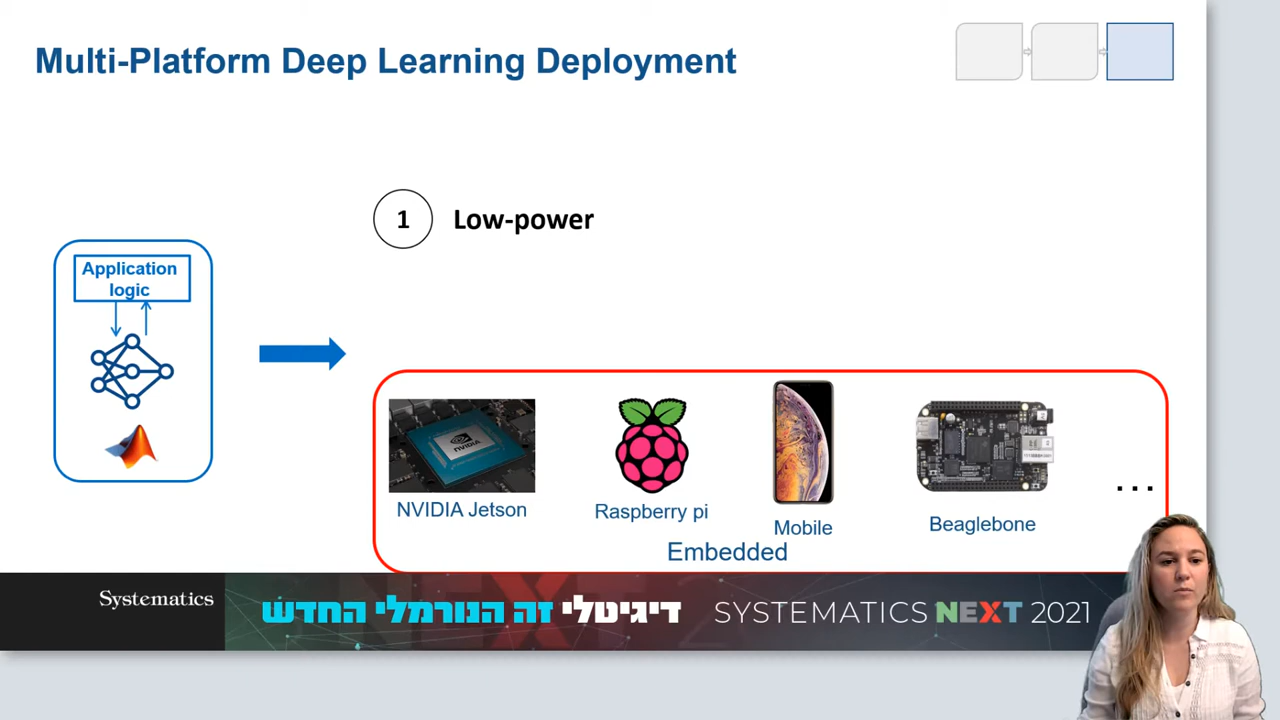 Multi-Platform Deep Learning Deployment
1 Low-power
Application
logic
NVIDIA
NVIDIA Jetson
Raspberry pi
Mobile
Beaglebone
...
Embedded
Systematics
דיגיטלי זה הנורמלי החדש
SYSTEMATICS NEXT 2021